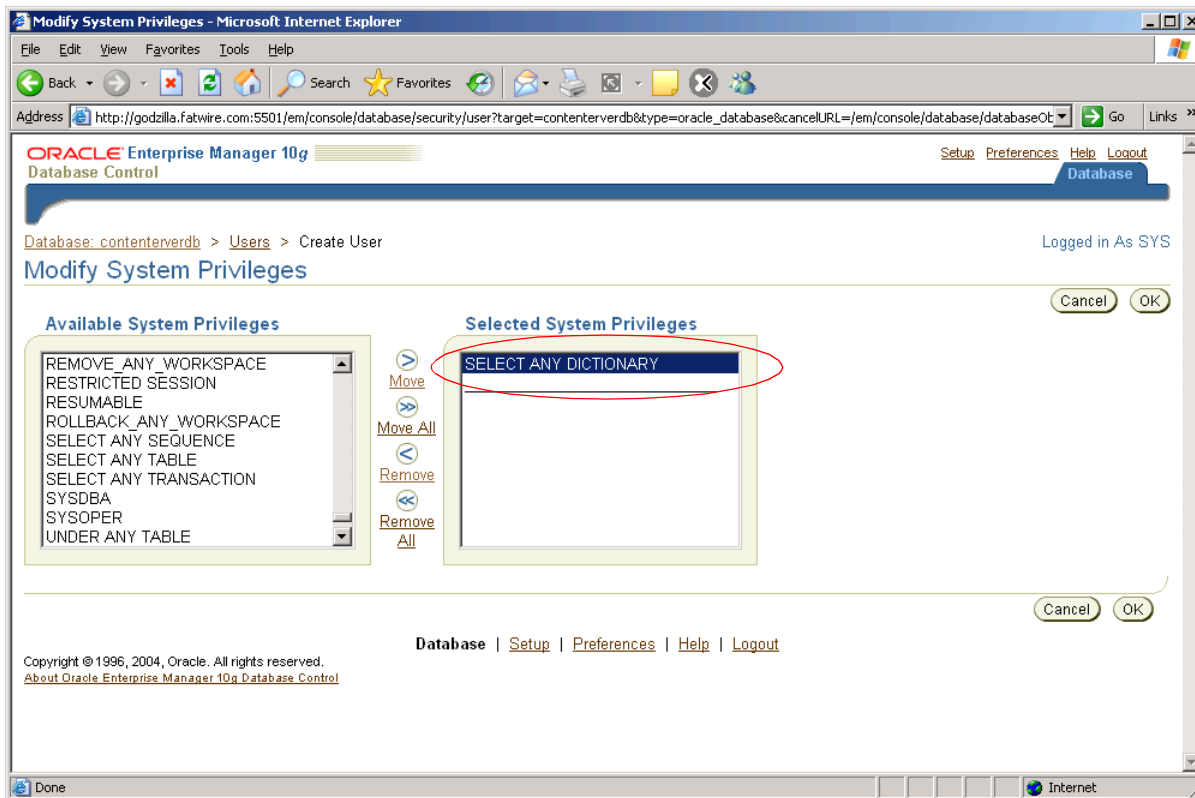 Modify System Privileges - Microsoft Internet Explorer
File Edit View Favorites Tools Help
Back Search Favorites
Address http://godzilla.fatwire.com:5501/em/console/database/security/user?target=contenterverdb&type=oracle_database&cancelURL=/em/console/database/databaseOb Go Links »
ORACLE Enterprise Manager 10g
Database Control
Setup Preferences Help Logout
Database
Database: contenterverdb > Users > Create User
Logged in As SYS
Modify System Privileges
Cancel OK
Available System Privileges
REMOVE_ANY_WORKSPACE
RESTRICTED SESSION
RESUMABLE
ROLLBACK_ANY_WORKSPACE
SELECT ANY SEQUENCE
SELECT ANY TABLE
SELECT ANY TRANSACTION
SYSDBA
SYSOPER
UNDER ANY TABLE
Move
Move All
Remove
Remove
All
Selected System Privileges
SELECT ANY DICTIONARY
Cancel OK
Database | Setup | Preferences | Help | Logout
Copyright © 1996, 2004, Oracle. All rights reserved.
About Oracle Enterprise Manager 10g Database Control
Done
Internet